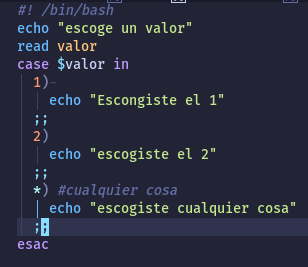 #! /bin/bash
echo "escoge un valor"
read valor
case $valor in
  1)
    echo "Escongiste el 1"
  ;;
  2)
    echo "escogiste el 2"
  ;;
  *) #cualquier cosa
    echo "escogiste cualquier cosa"
  ;;
esac